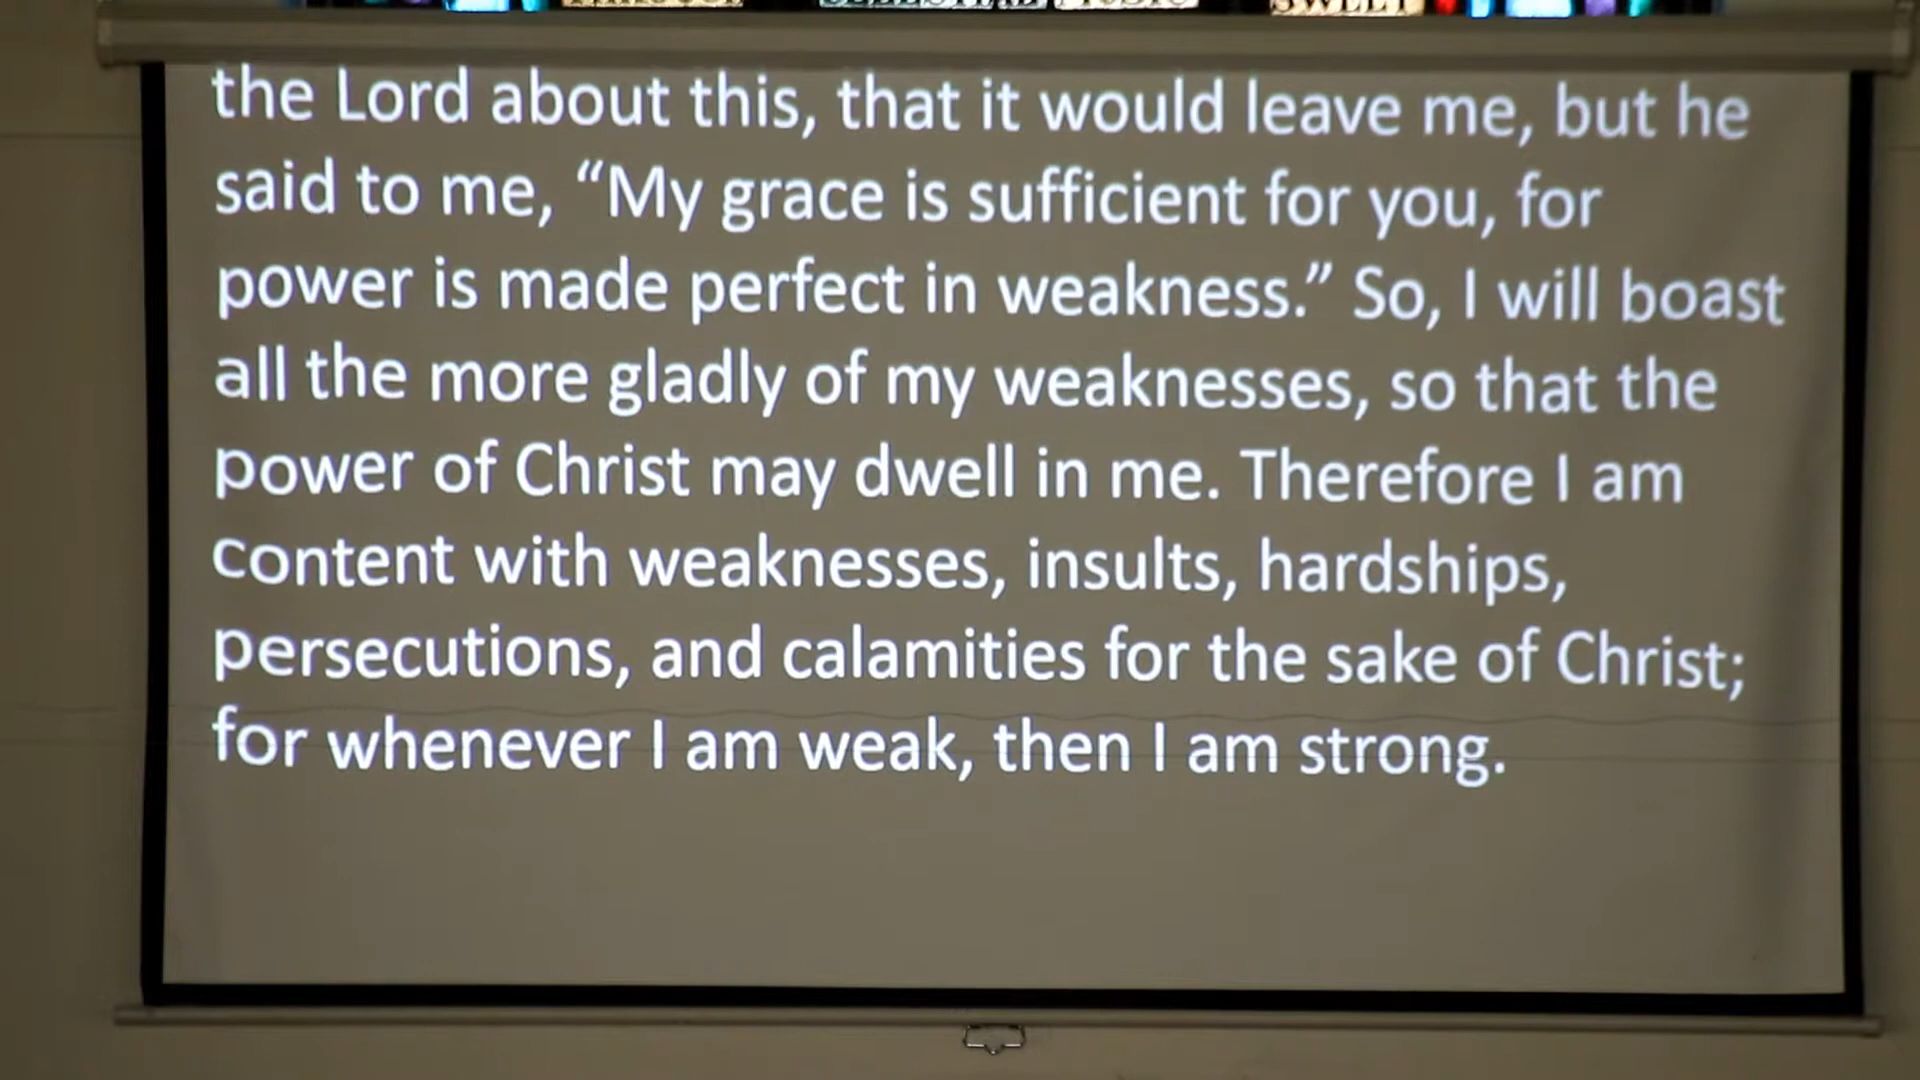 SWEET
the Lord about this, that it would leave me, but he
said to me, “My grace is sufficient for you, for
power is made perfect in weakness.” So, I will boast
all the more gladly of my weaknesses, so that the
power of Christ may dwell in me. Therefore I am
content with weaknesses, insults, hardships,
persecutions, and calamities for the sake of Christ;
for whenever I am weak, then I am strong.